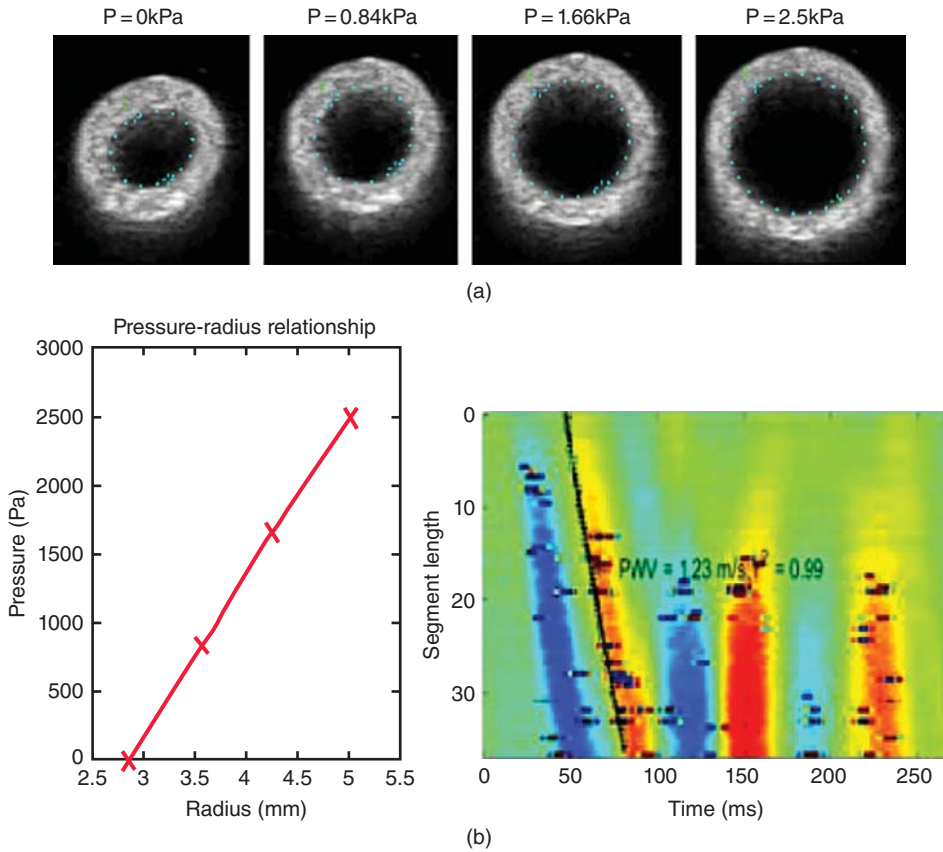 P = 0kPa
P = 0.84kPa
P = 1.66kPa
P = 2.5kPa
(a)
Pressure-radius relationship
3000
2500
2000
1500
1000
500
0
Pressure (Pa)
2.5 3 3.5 4 4.5 5 5.5
Radius (mm)
0
10
20
30
Segment length
PWV = 1.23 m/s, r² = 0.99
0 50 100 150 200 250
Time (ms)
(b)